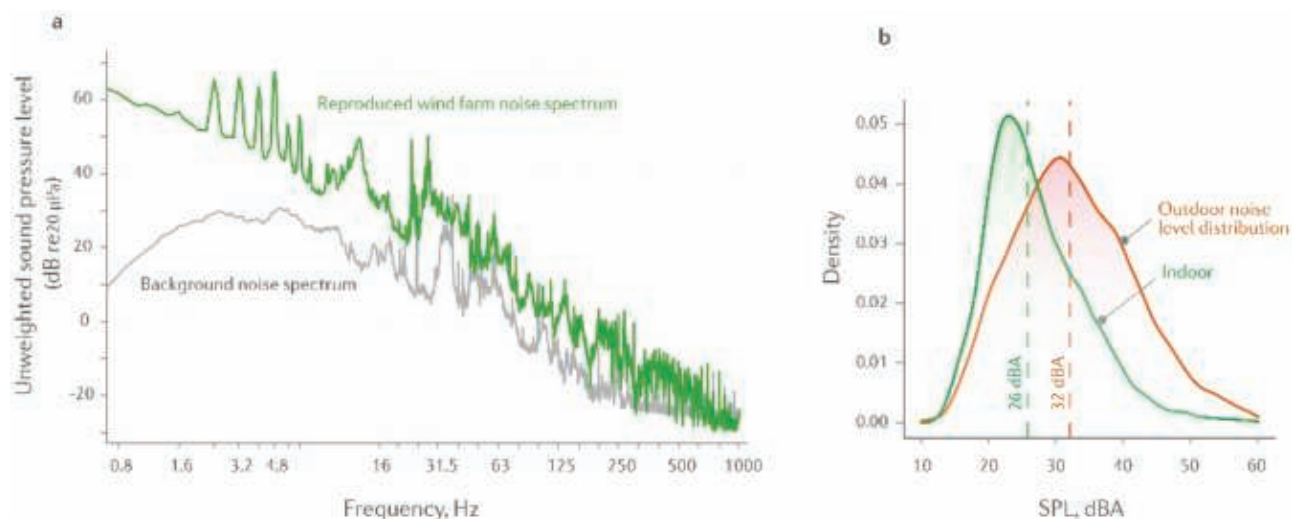 a
Unweighted sound pressure level
(dB re20 µPa)
60
40
20
0
-20
Reproduced wind farm noise spectrum
Background noise spectrum
0.8 1.6 3.2 4.8 16 31.5 63 125 250 500 1000
Frequency, Hz
b
Density
0.05
0.04
0.03
0.02
0.01
0.00
Outdoor noise
level distribution
Indoor
26 dBA
32 dBA
10 20 30 40 50 60
SPL, dBA